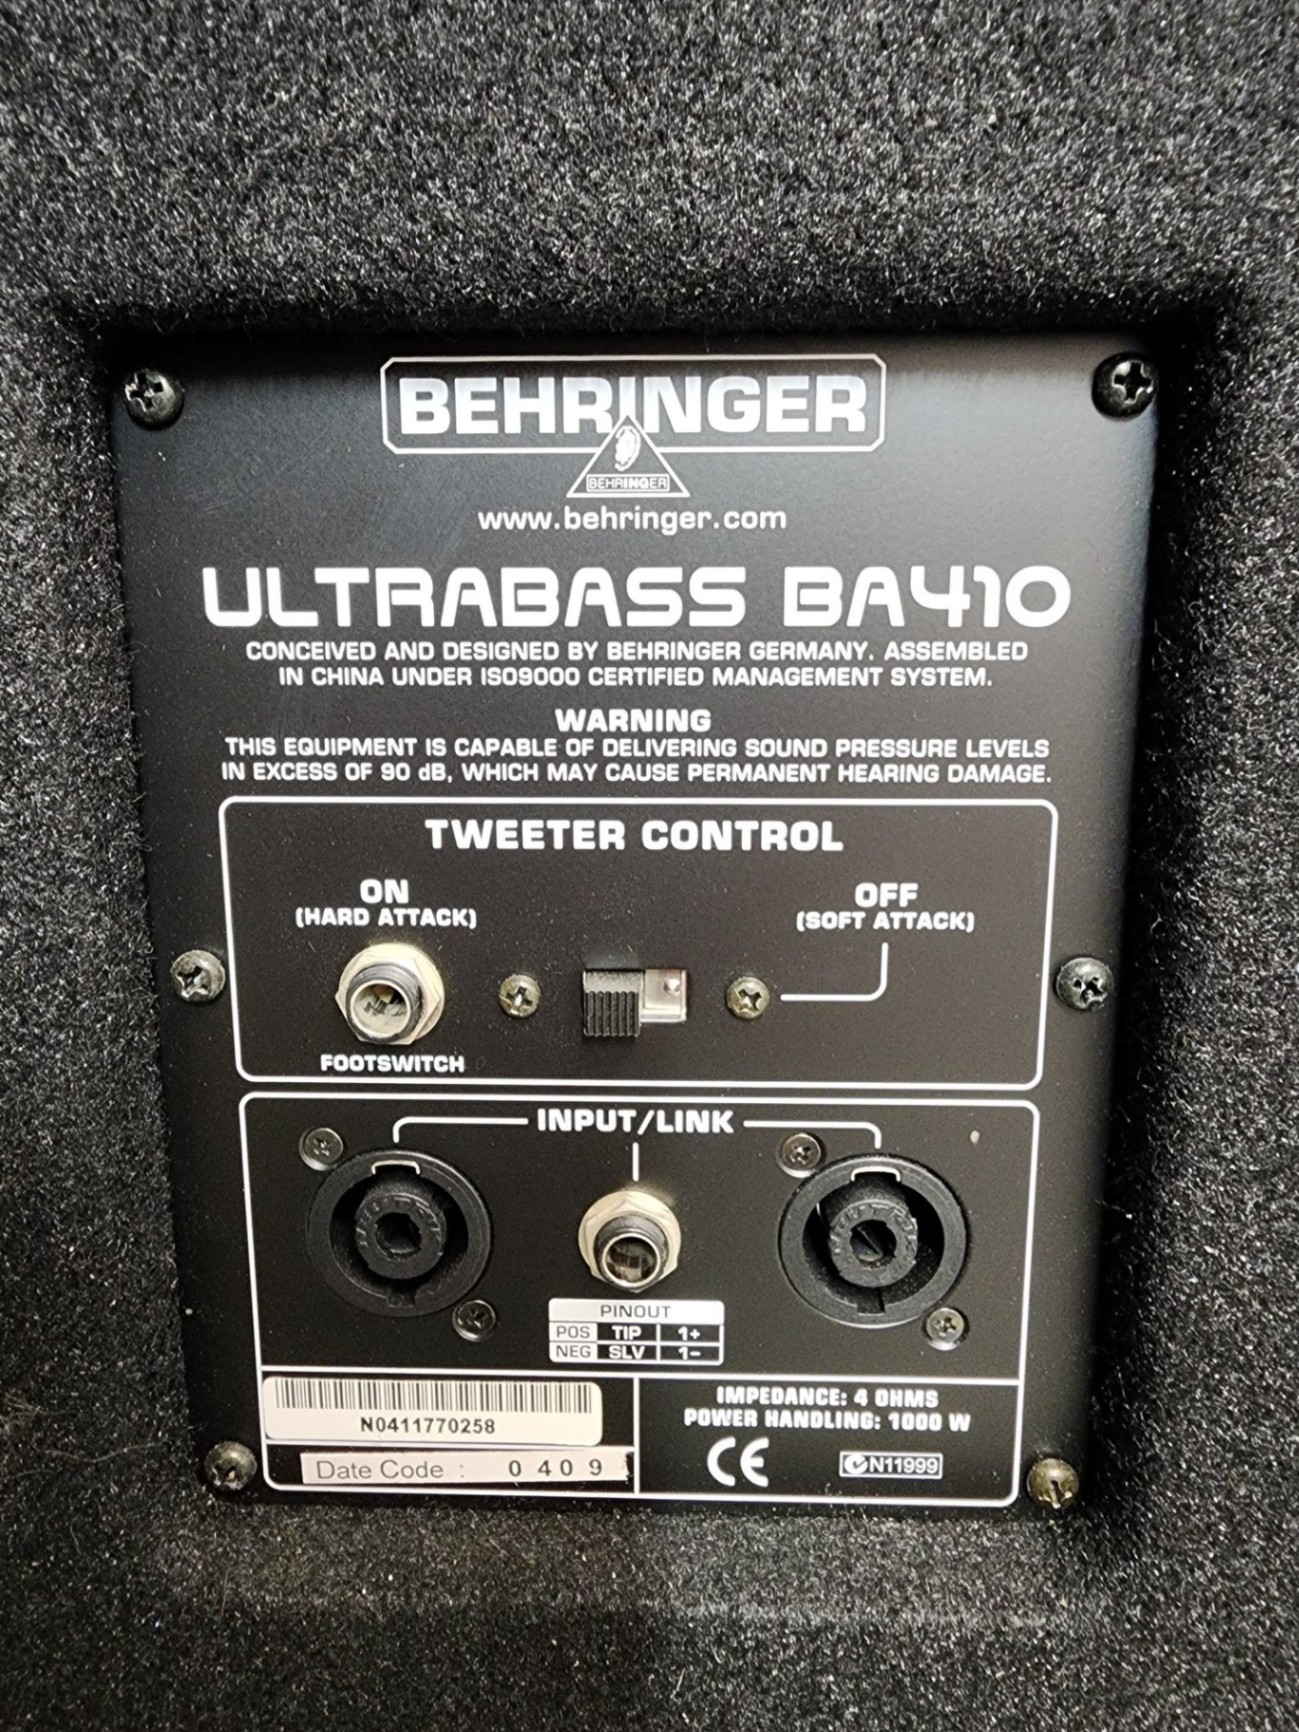 BEHRINGER
BEHRINGER
www.behringer.com
ULTRABASS BA410
CONCEIVED AND DESIGNED BY BEHRINGER GERMANY. ASSEMBLED
IN CHINA UNDER ISO9000 CERTIFIED MANAGEMENT SYSTEM.
WARNING
THIS EQUIPMENT IS CAPABLE OF DELIVERING SOUND PRESSURE LEVELS
IN EXCESS OF 90 dB, WHICH MAY CAUSE PERMANENT HEARING DAMAGE.
TWEETER CONTROL
ON
(HARD ATTACK)
OFF
(SOFT ATTACK)
FOOTSWITCH
INPUT/LINK
PINOUT
POS TIP 1+
NEG SLV 1-
N0411770258
Date Code : 0409
IMPEDANCE: 4 OHMS
POWER HANDLING: 1000 W
CE
N11999